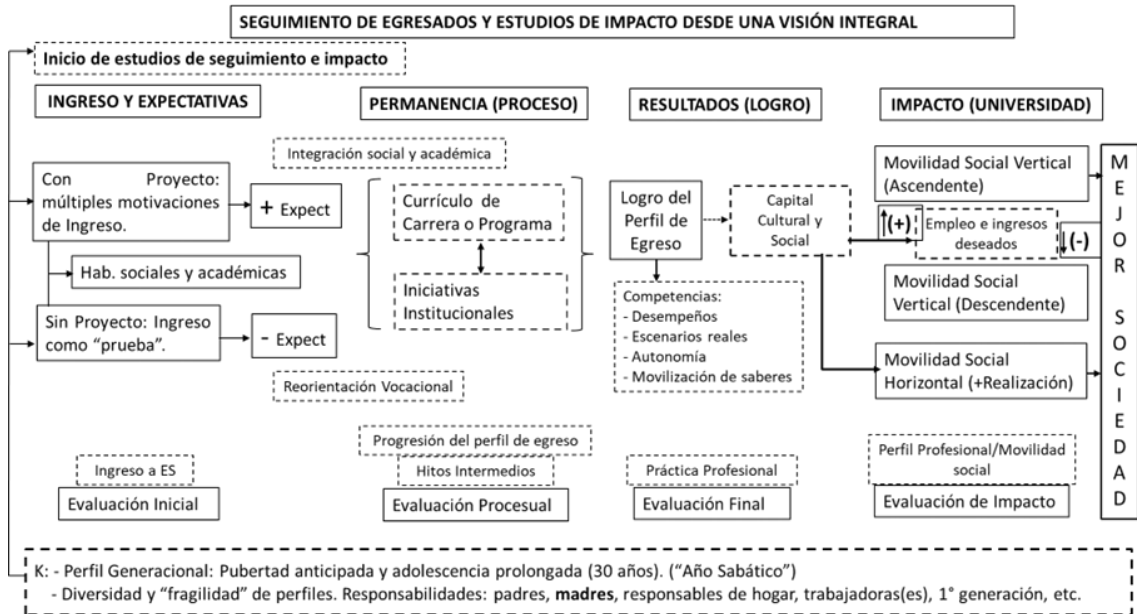 SEGUIMIENTO DE EGRESADOS Y ESTUDIOS DE IMPACTO DESDE UNA VISIÓN INTEGRAL
Inicio de estudios de seguimiento e impacto
INGRESO Y EXPECTATIVAS
PERMANENCIA (PROCESO)
RESULTADOS (LOGRO)
IMPACTO (UNIVERSIDAD)
Integración social y académica
Con Proyecto:
múltiples motivaciones
de Ingreso.
+ Expect
Hab. sociales y académicas
Sin Proyecto: Ingreso
como “prueba”.
- Expect
Reorientación Vocacional
Currículo de
Carrera o Programa
Iniciativas
Institucionales
Logro del
Perfil de
Egreso
Capital
Cultural y
Social
Competencias:
- Desempeños
- Escenarios reales
- Autonomía
- Movilización de saberes
Movilidad Social Vertical
(Ascendente)
(+)
Empleo e ingresos
deseados
(-)
Movilidad Social
Vertical (Descendente)
Movilidad Social
Horizontal (+Realización)
MEJOR SOCIEDAD
Ingreso a ES
Evaluación Inicial
Progresión del perfil de egreso
Hitos Intermedios
Evaluación Procesual
Práctica Profesional
Evaluación Final
Perfil Profesional/Movilidad
social
Evaluación de Impacto
K: - Perfil Generacional: Pubertad anticipada y adolescencia prolongada (30 años). (“Año Sabático”)
- Diversidad y “fragilidad” de perfiles. Responsabilidades: padres, madres, responsables de hogar, trabajadoras(es), 1° generación, etc.